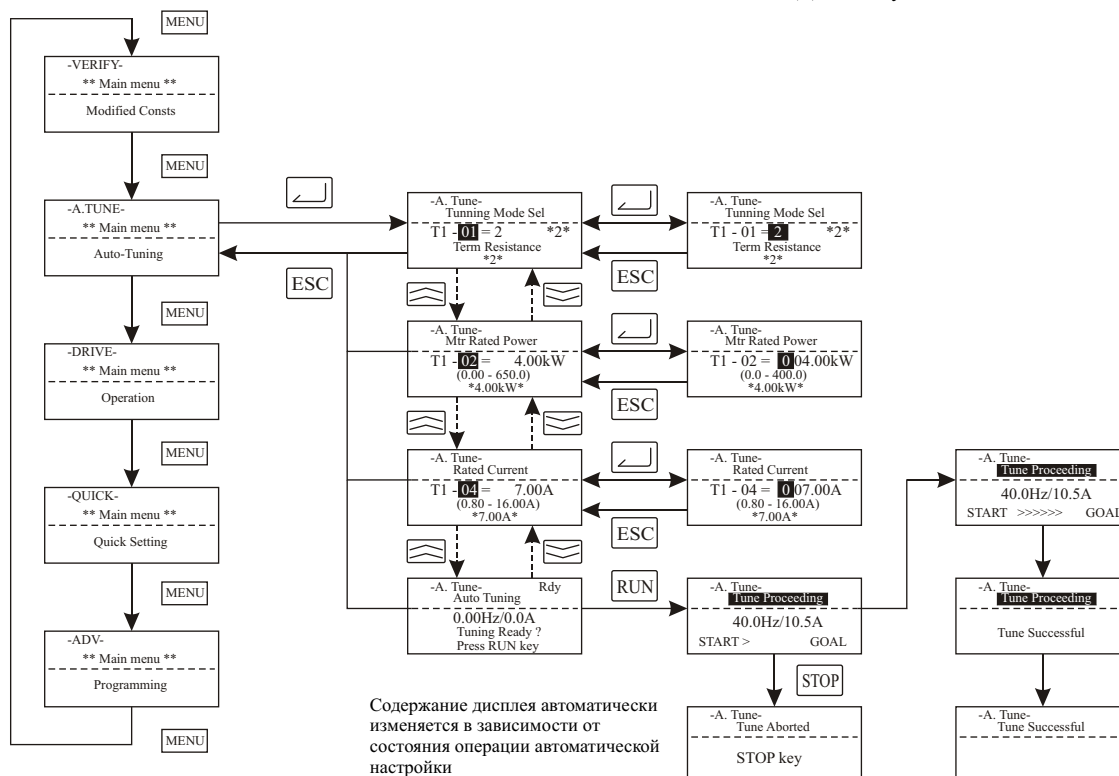 MENU
-VERIFY-
** Main menu **
Modified Consts
MENU
-A.TUNE-
** Main menu **
Auto-Tuning
MENU
-DRIVE-
** Main menu **
Operation
MENU
-QUICK-
** Main menu **
Quick Setting
MENU
-ADV-
** Main menu **
Programming
MENU
ESC
-A. Tune-
Tunning Mode Sel
T1 - 01 = 2 *2*
Term Resistance
*2*
ESC
-A. Tune-
Tunning Mode Sel
T1 - 01 = 2 *2*
Term Resistance
*2*
-A. Tune-
Mtr Rated Power
T1 - 02 = 4.00kW
(0.00 - 650.0)
*4.00kW*
ESC
-A. Tune-
Mtr Rated Power
T1 - 02 = 004.00kW
(0.0 - 400.0)
*4.00kW*
-A. Tune-
Rated Current
T1 - 04 = 7.00A
(0.80 - 16.00A)
*7.00A*
ESC
-A. Tune-
Rated Current
T1 - 04 = 007.00A
(0.80 - 16.00A)
*7.00A*
-A. Tune- Rdy
Auto Tuning
0.00Hz/0.0A
Tuning Ready ?
Press RUN key
RUN
-A. Tune-
Tune Proceeding
40.0Hz/10.5A
START > GOAL
STOP
-A. Tune-
Tune Aborted
STOP key
-A. Tune-
Tune Proceeding
40.0Hz/10.5A
START >>>>>> GOAL
-A. Tune-
Tune Proceeding
Tune Successful
-A. Tune-
Tune Successful
Содержание дисплея автоматически
изменяется в зависимости от
состояния операции автоматической
настройки